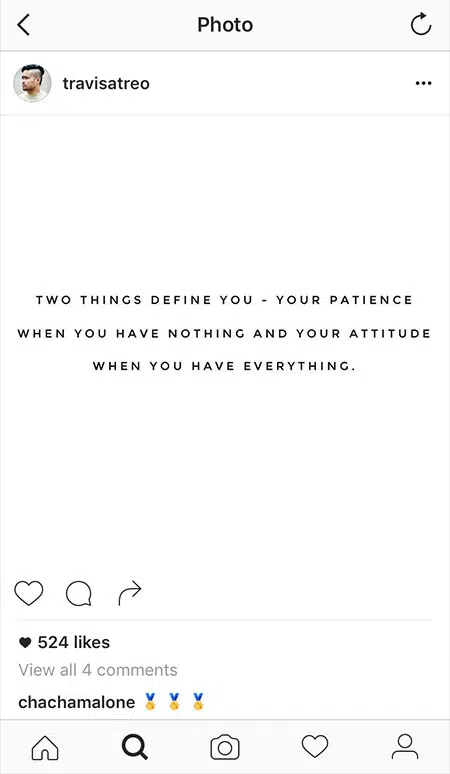 Photo
travisatreo
TWO THINGS DEFINE YOU - YOUR PATIENCE
WHEN YOU HAVE NOTHING AND YOUR ATTITUDE
WHEN YOU HAVE EVERYTHING.
524 likes
View all 4 comments
chachamalone 🏅 🏅 🏅